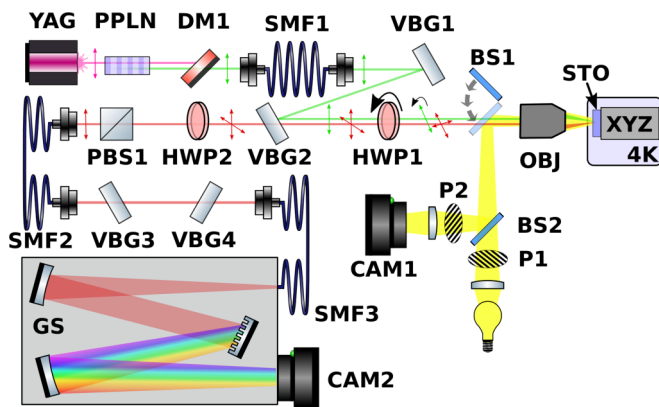 YAG PPLN DM1 SMF1 VBG1
BS1
STO
XYZ
4K
OBJ
PBS1 HWP2 VBG2 HWP1
P2
BS2
CAM1
P1
SMF2 VBG3 VBG4
SMF3
GS
CAM2